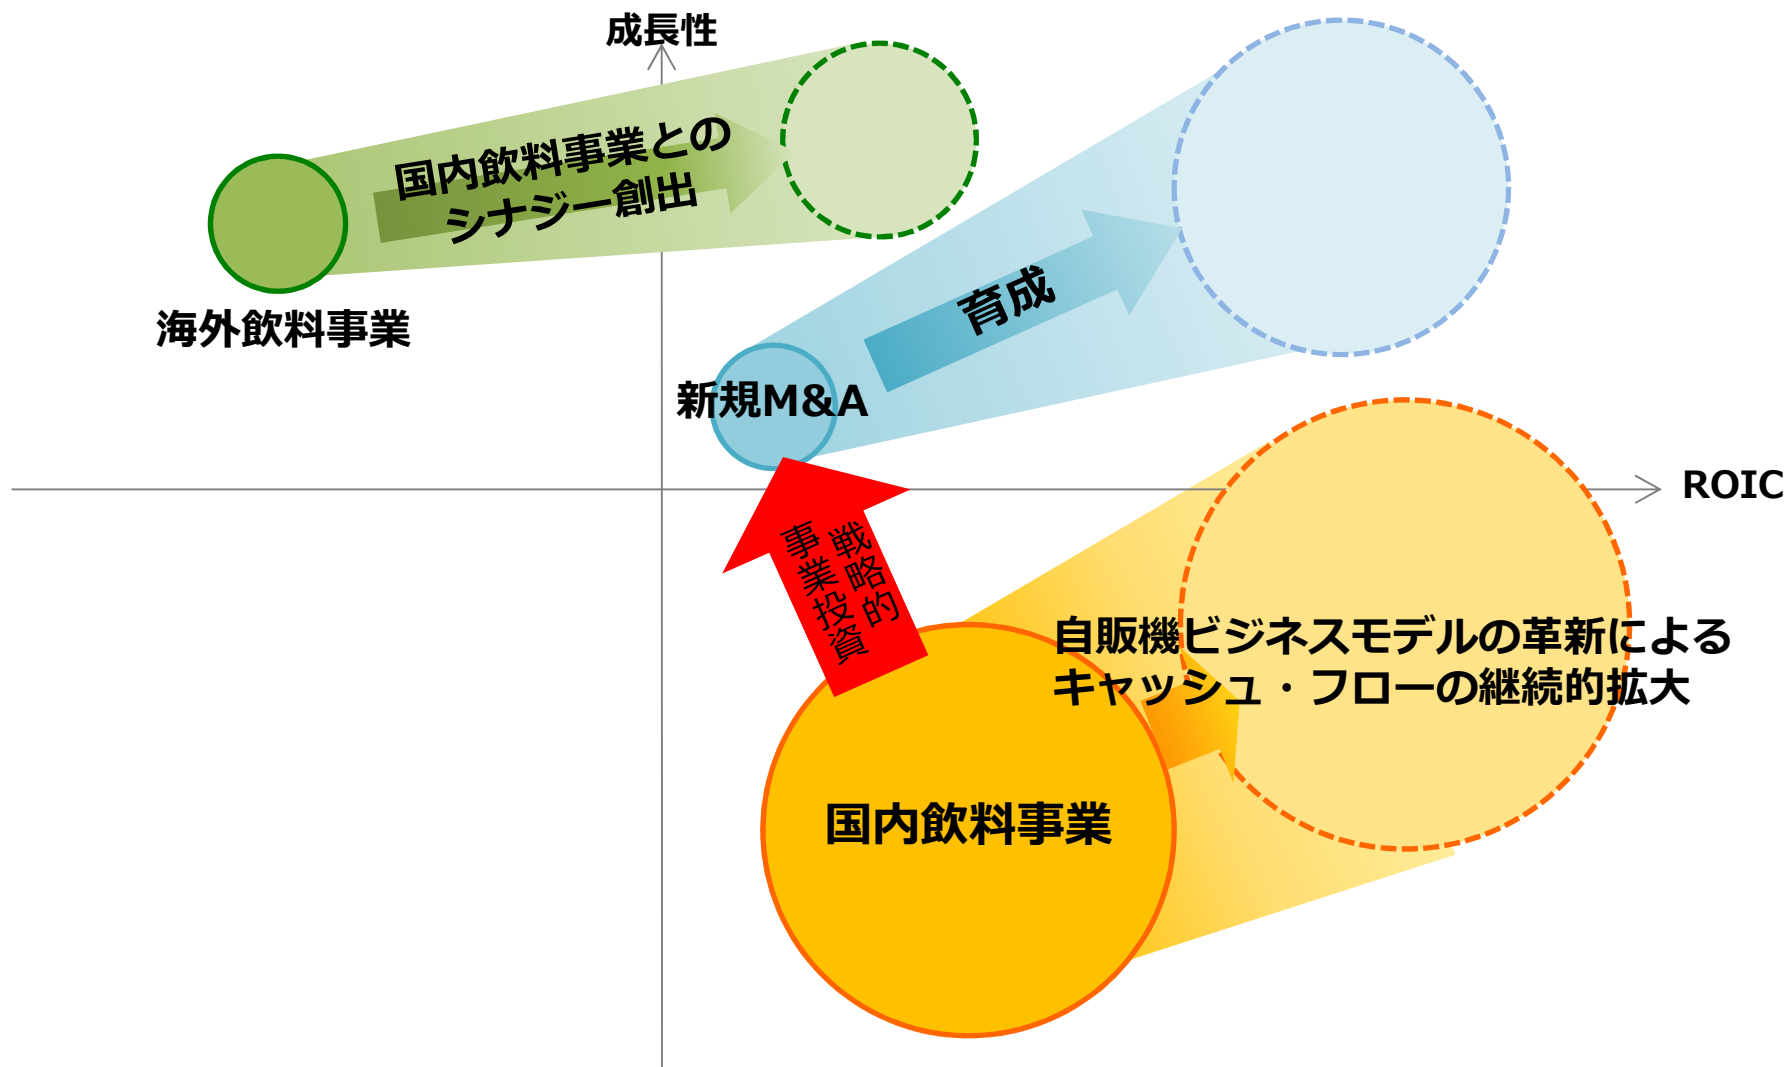 成長性
国内飲料事業との
シナジー創出
海外飲料事業
育成
新規M&A
ROIC
戦略的
事業投資
自販機ビジネスモデルの革新による
キャッシュ・フローの継続的拡大
国内飲料事業